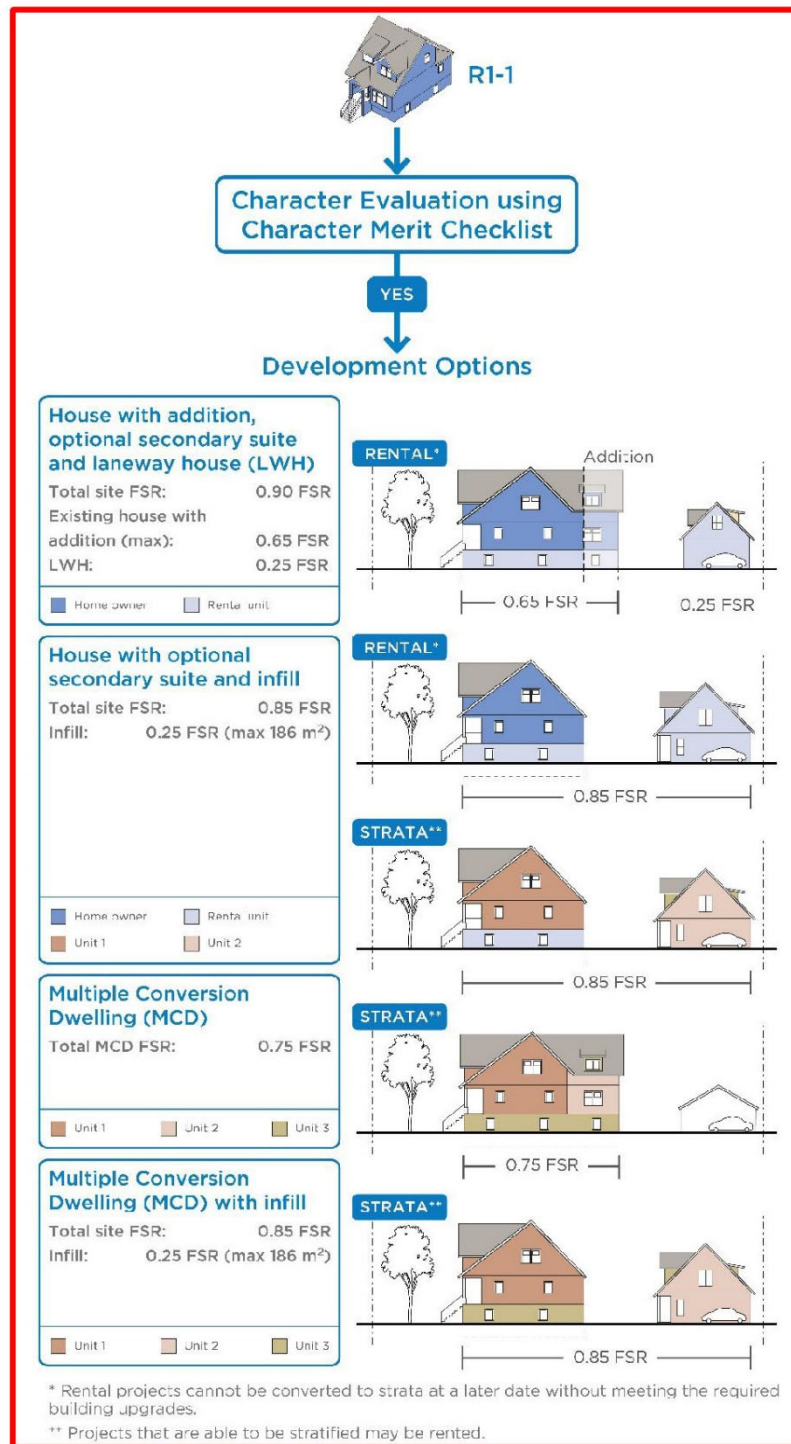 R1-1
Character Evaluation using
Character Merit Checklist
YES
Development Options
House with addition,
optional secondary suite
and laneway house (LWH)
Total site FSR: 0.90 FSR
Existing house with
addition (max): 0.65 FSR
LWH: 0.25 FSR
Home owner Rental unit
RENTAL*
Addition
0.65 FSR 0.25 FSR
House with optional
secondary suite and infill
Total site FSR: 0.85 FSR
Infill: 0.25 FSR (max 186 m²)
Home owner Rental unit
Unit 1 Unit 2
RENTAL*
0.85 FSR
STRATA**
0.85 FSR
Multiple Conversion
Dwelling (MCD)
Total MCD FSR: 0.75 FSR
Unit 1 Unit 2 Unit 3
STRATA**
0.75 FSR
Multiple Conversion
Dwelling (MCD) with infill
Total site FSR: 0.85 FSR
Infill: 0.25 FSR (max 186 m²)
Unit 1 Unit 2 Unit 3
STRATA**
0.85 FSR
* Rental projects cannot be converted to strata at a later date without meeting the required
building upgrades.
** Projects that are able to be stratified may be rented.